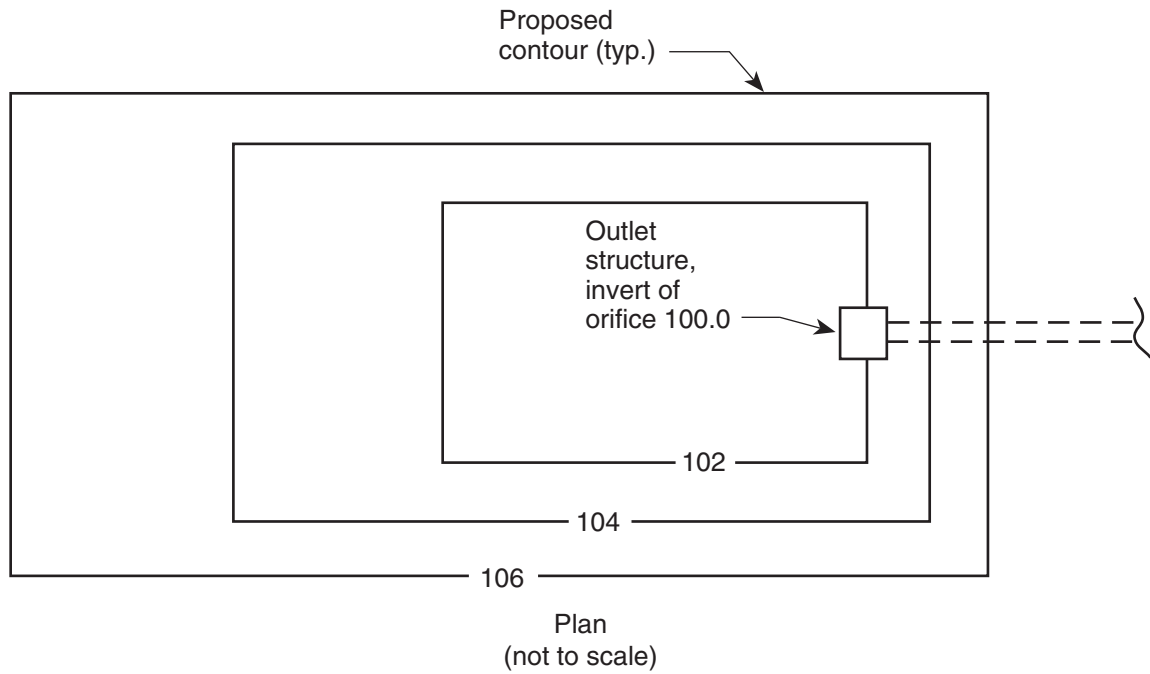 Proposed
contour (typ.)
Outlet
structure,
invert of
orifice 100.0
102
104
106
Plan
(not to scale)